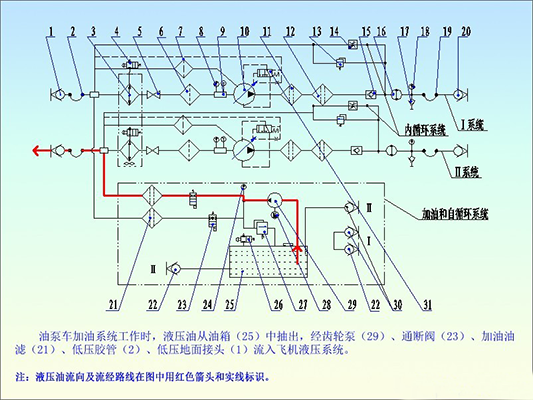 1 2 3 4 5 6 7 8 9 10 11 12 13 14 15 16 17 18 19 20
内循环系统
Ⅰ系统
Ⅱ系统
加油和自循环系统
Ⅱ
Ⅰ
Ⅱ
21 22 23 24 25 26 27 28 29 22 30 31
油泵车加油系统工作时，液压油从油箱（25）中抽出，经齿轮泵（29）、通断阀（23）、加油油
滤（21）、低压胶管（2）、低压地面接头（1）流入飞机液压系统。
注：液压油流向及流经路线在图中用红色箭头和实线标识。